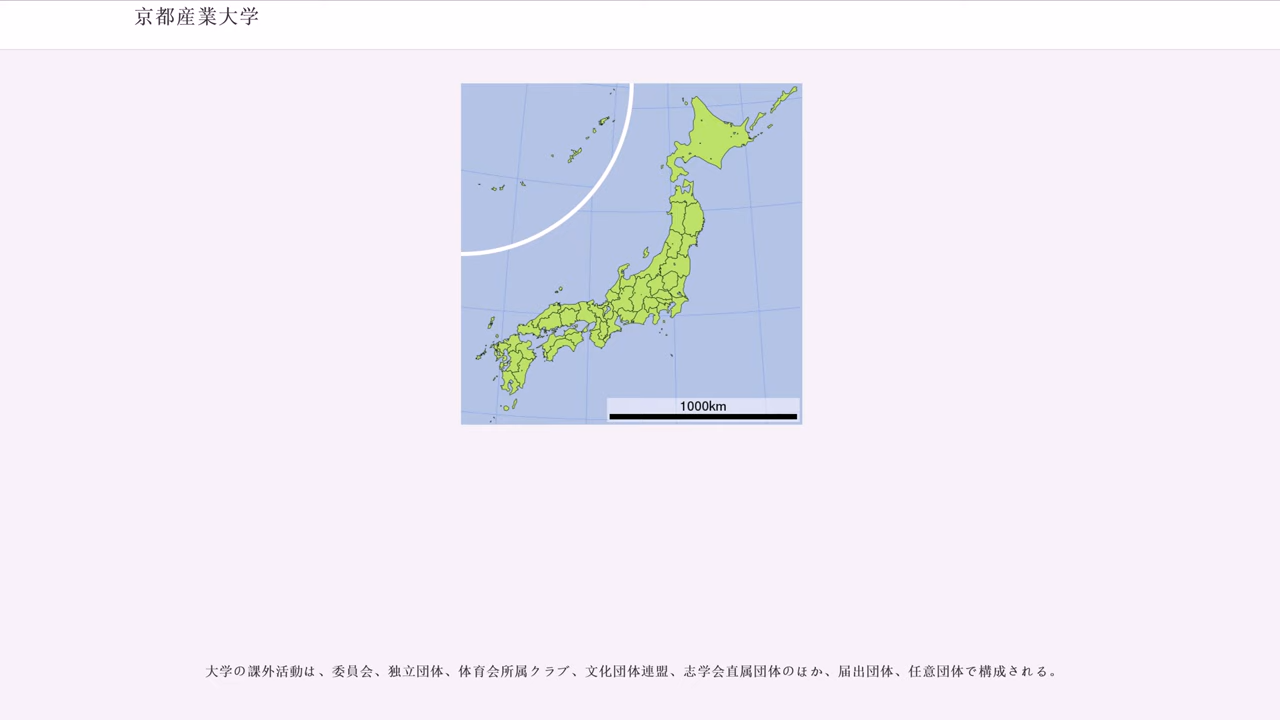 京都産業大学
1000km
大学の課外活動は、委員会、独立団体、体育会所属クラブ、文化団体連盟、志学会直属団体のほか、届出団体、任意団体で構成される。